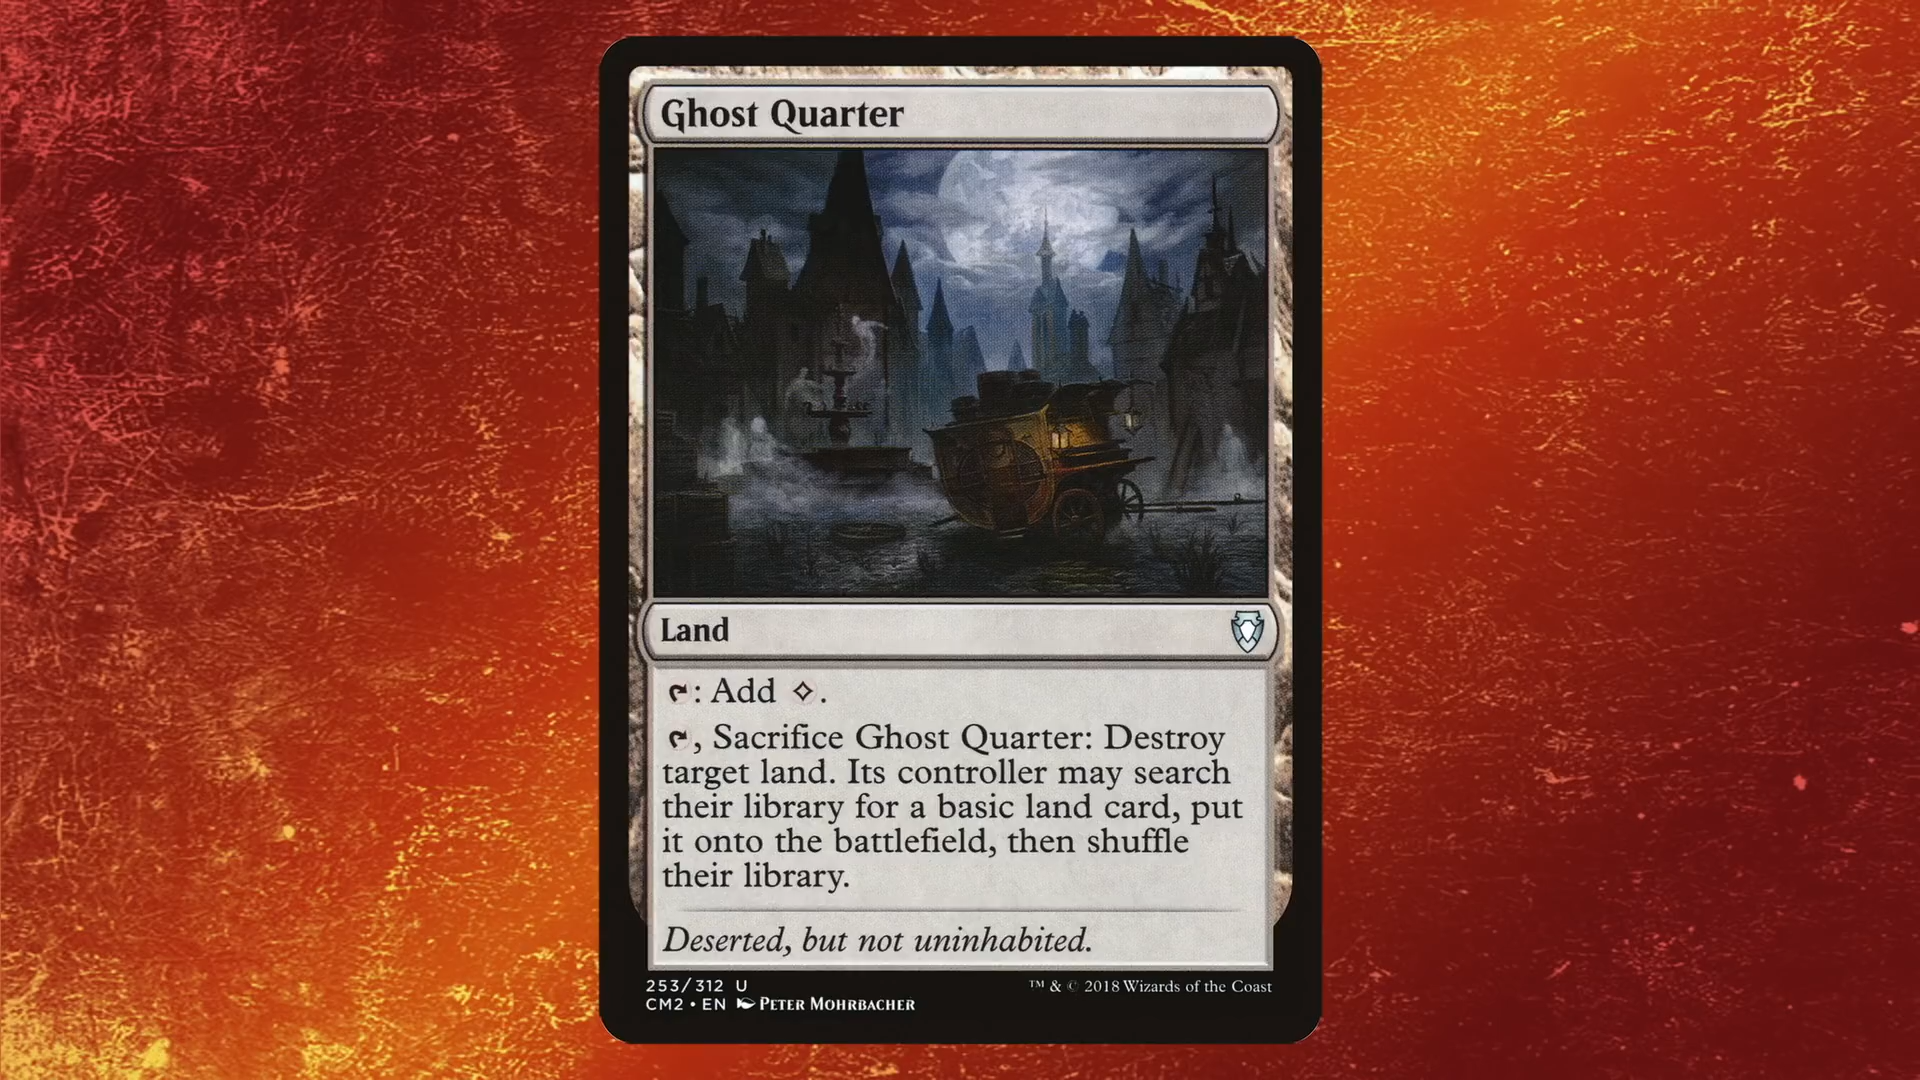 Ghost Quarter
Land
: Add .
, Sacrifice Ghost Quarter: Destroy
target land. Its controller may search
their library for a basic land card, put
it onto the battlefield, then shuffle
their library.
Deserted, but not uninhabited.
253/312 U
CM2 • EN Peter Mohrbacher
™ & © 2018 Wizards of the Coast